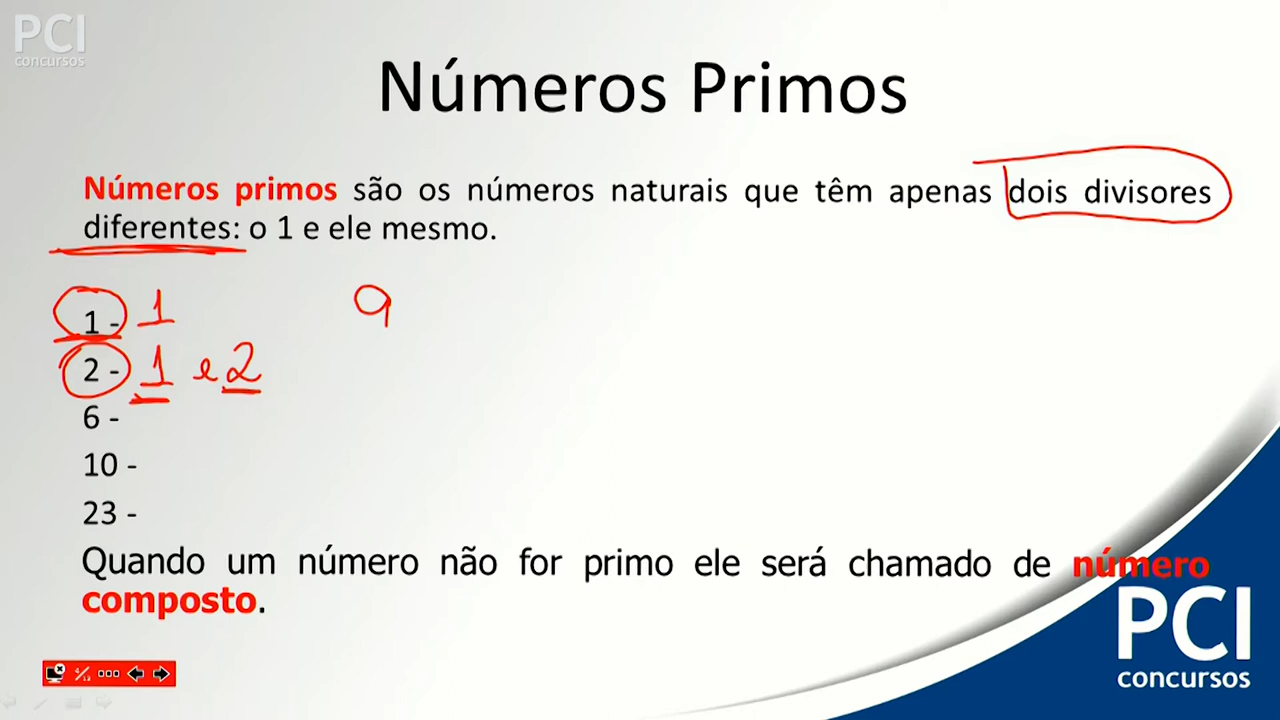 PCI
concursos
Números Primos
Números primos são os números naturais que têm apenas dois divisores
diferentes: o 1 e ele mesmo.
1 - 1
9
2 - 1 e 2
6 -
10 -
23 -
Quando um número não for primo ele será chamado de número
composto.
PCI
concursos